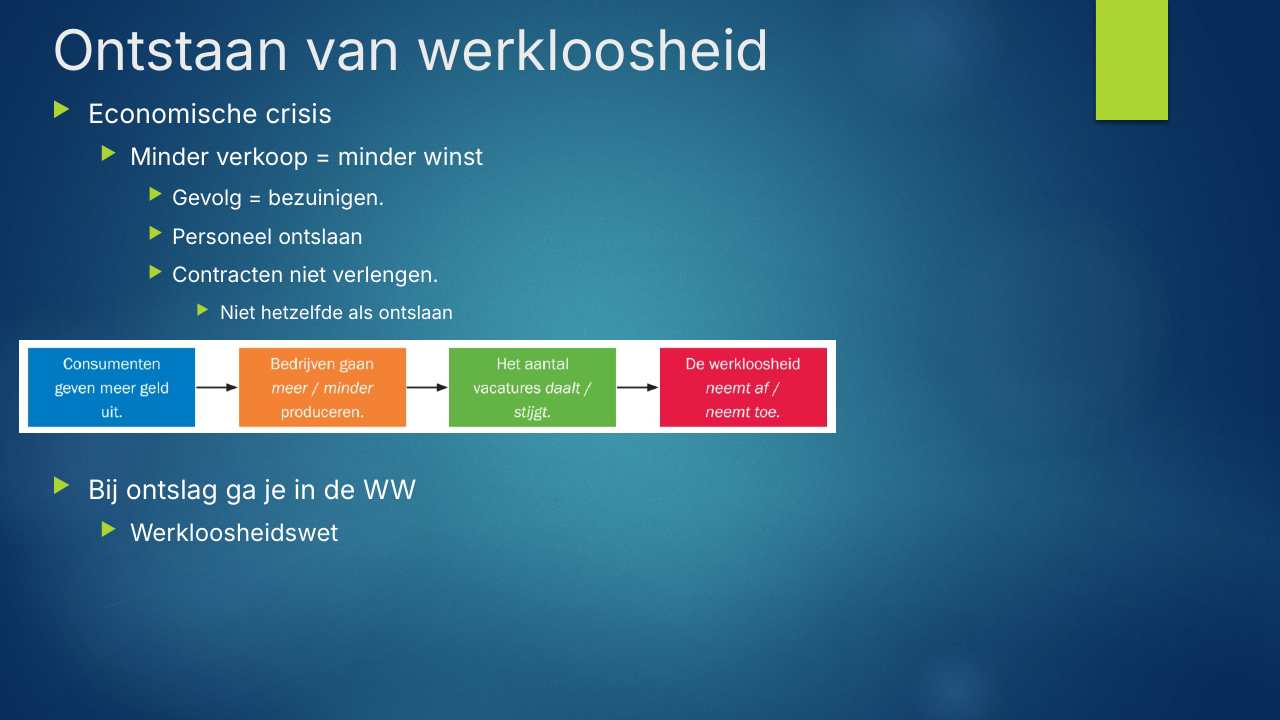 Ontstaan van werkloosheid
Economische crisis
Minder verkoop = minder winst
Gevolg = bezuinigen.
Personeel ontslaan
Contracten niet verlengen.
Niet hetzelfde als ontslaan
Consumenten
geven meer geld
uit.
Bedrijven gaan
meer / minder
produceren.
Het aantal
vacatures daalt /
stijgt.
De werkloosheid
neemt af /
neemt toe.
Bij ontslag ga je in de WW
Werkloosheidswet